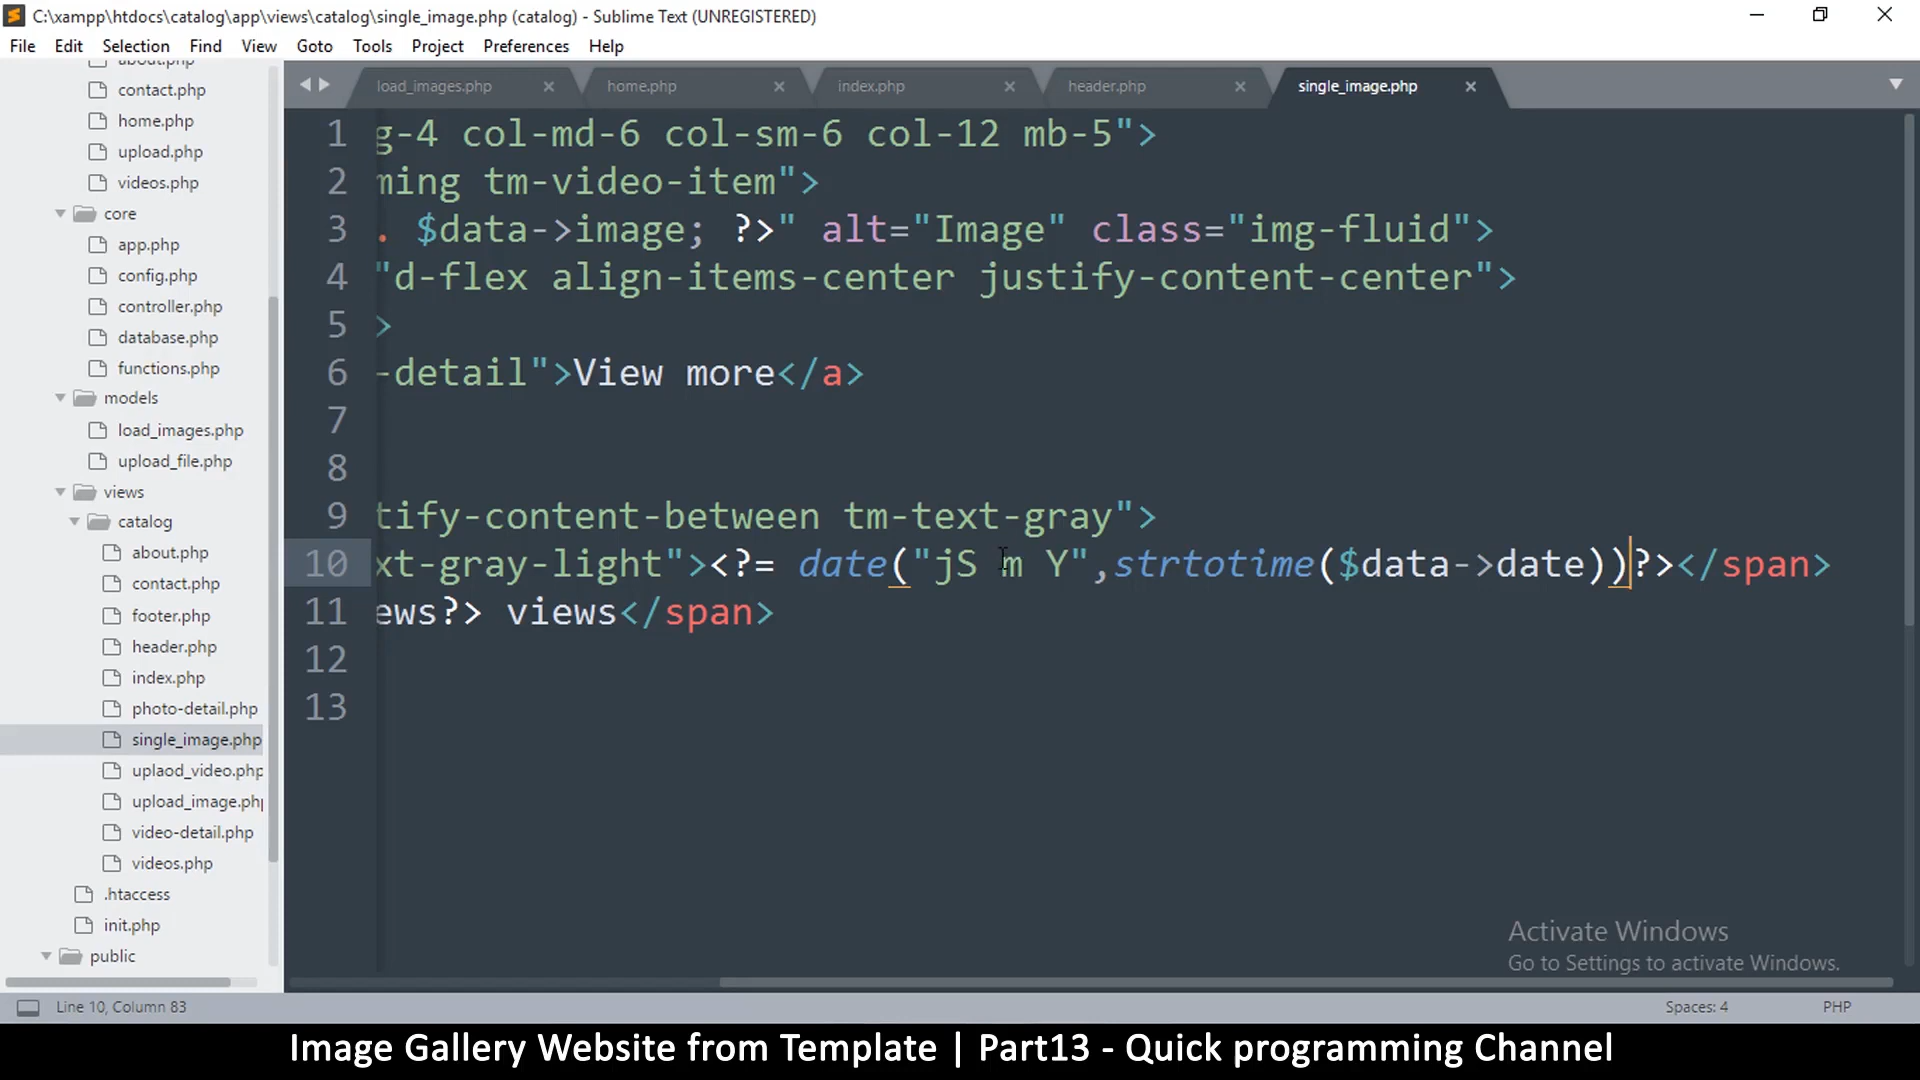 C:\xampp\htdocs\catalog\app\views\catalog\single_image.php (catalog) - Sublime Text (UNREGISTERED)
File Edit Selection Find View Goto Tools Project Preferences Help
about.php
contact.php
home.php
upload.php
videos.php
core
app.php
config.php
controller.php
database.php
functions.php
models
load_images.php
upload_file.php
views
catalog
about.php
contact.php
footer.php
header.php
index.php
photo-detail.php
single_image.php
uplaod_video.php
upload_image.php
video-detail.php
videos.php
.htaccess
init.php
public
load_images.php home.php index.php header.php single_image.php
1 g-4 col-md-6 col-sm-6 col-12 mb-5">
2 ming tm-video-item">
3 . $data->image; ?>" alt="Image" class="img-fluid">
4 "d-flex align-items-center justify-content-center">
5 >
6 -detail">View more</a>
7
8
9 tify-content-between tm-text-gray">
10 xt-gray-light"><?= date("jS m Y",strtotime($data->date))?></span>
11 ews?> views</span>
12
13
Activate Windows
Go to Settings to activate Windows.
Line 10, Column 83 Spaces: 4 PHP
Image Gallery Website from Template | Part13 - Quick programming Channel